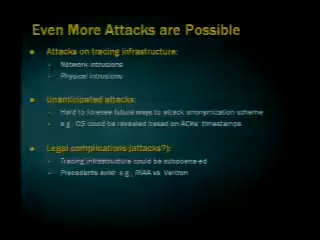 Even More Attacks are Possible
Attacks on tracing infrastructure:
Network intrusions
Physical intrusions
Unanticipated attacks:
Hard to foresee future ways to attack anonymization scheme
e.g. OS could be revealed based on ACKs' timestamps
Legal complications (attacks?):
Tracing infrastructure could be subpoena-ed
Precedents exist: e.g., RIAA vs. Verizon